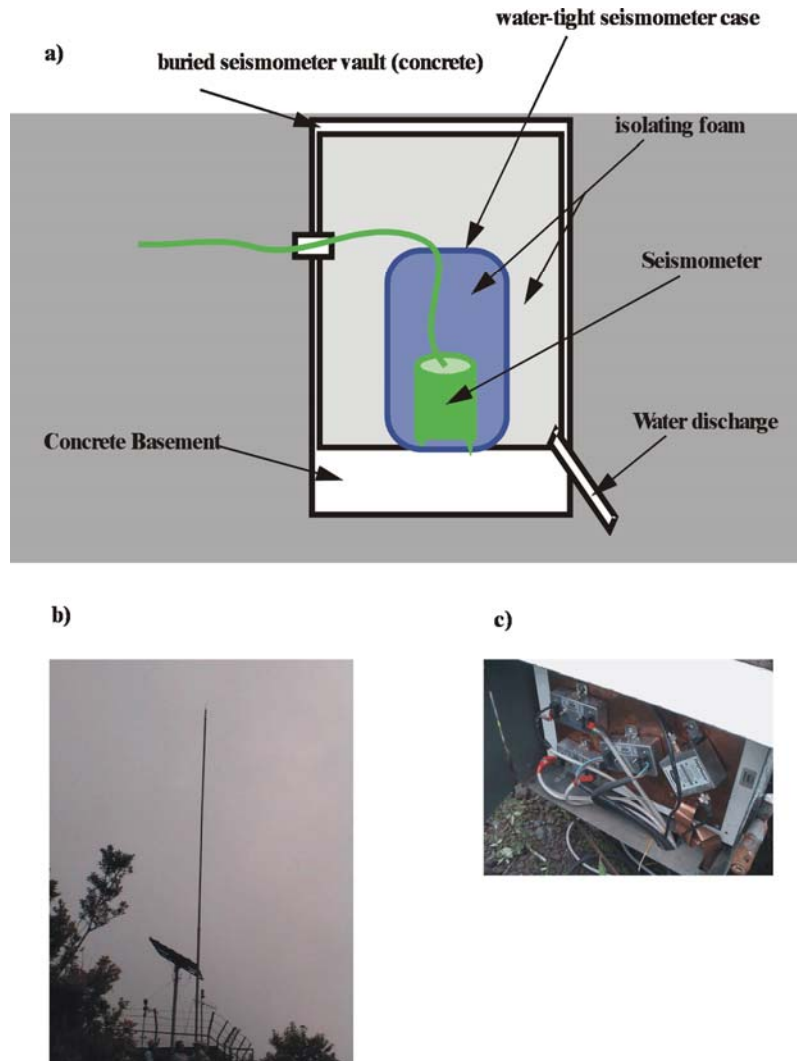 water-tight seismometer case
a)
buried seismometer vault (concrete)
isolating foam
Seismometer
Water discharge
Concrete Basement
b)
c)